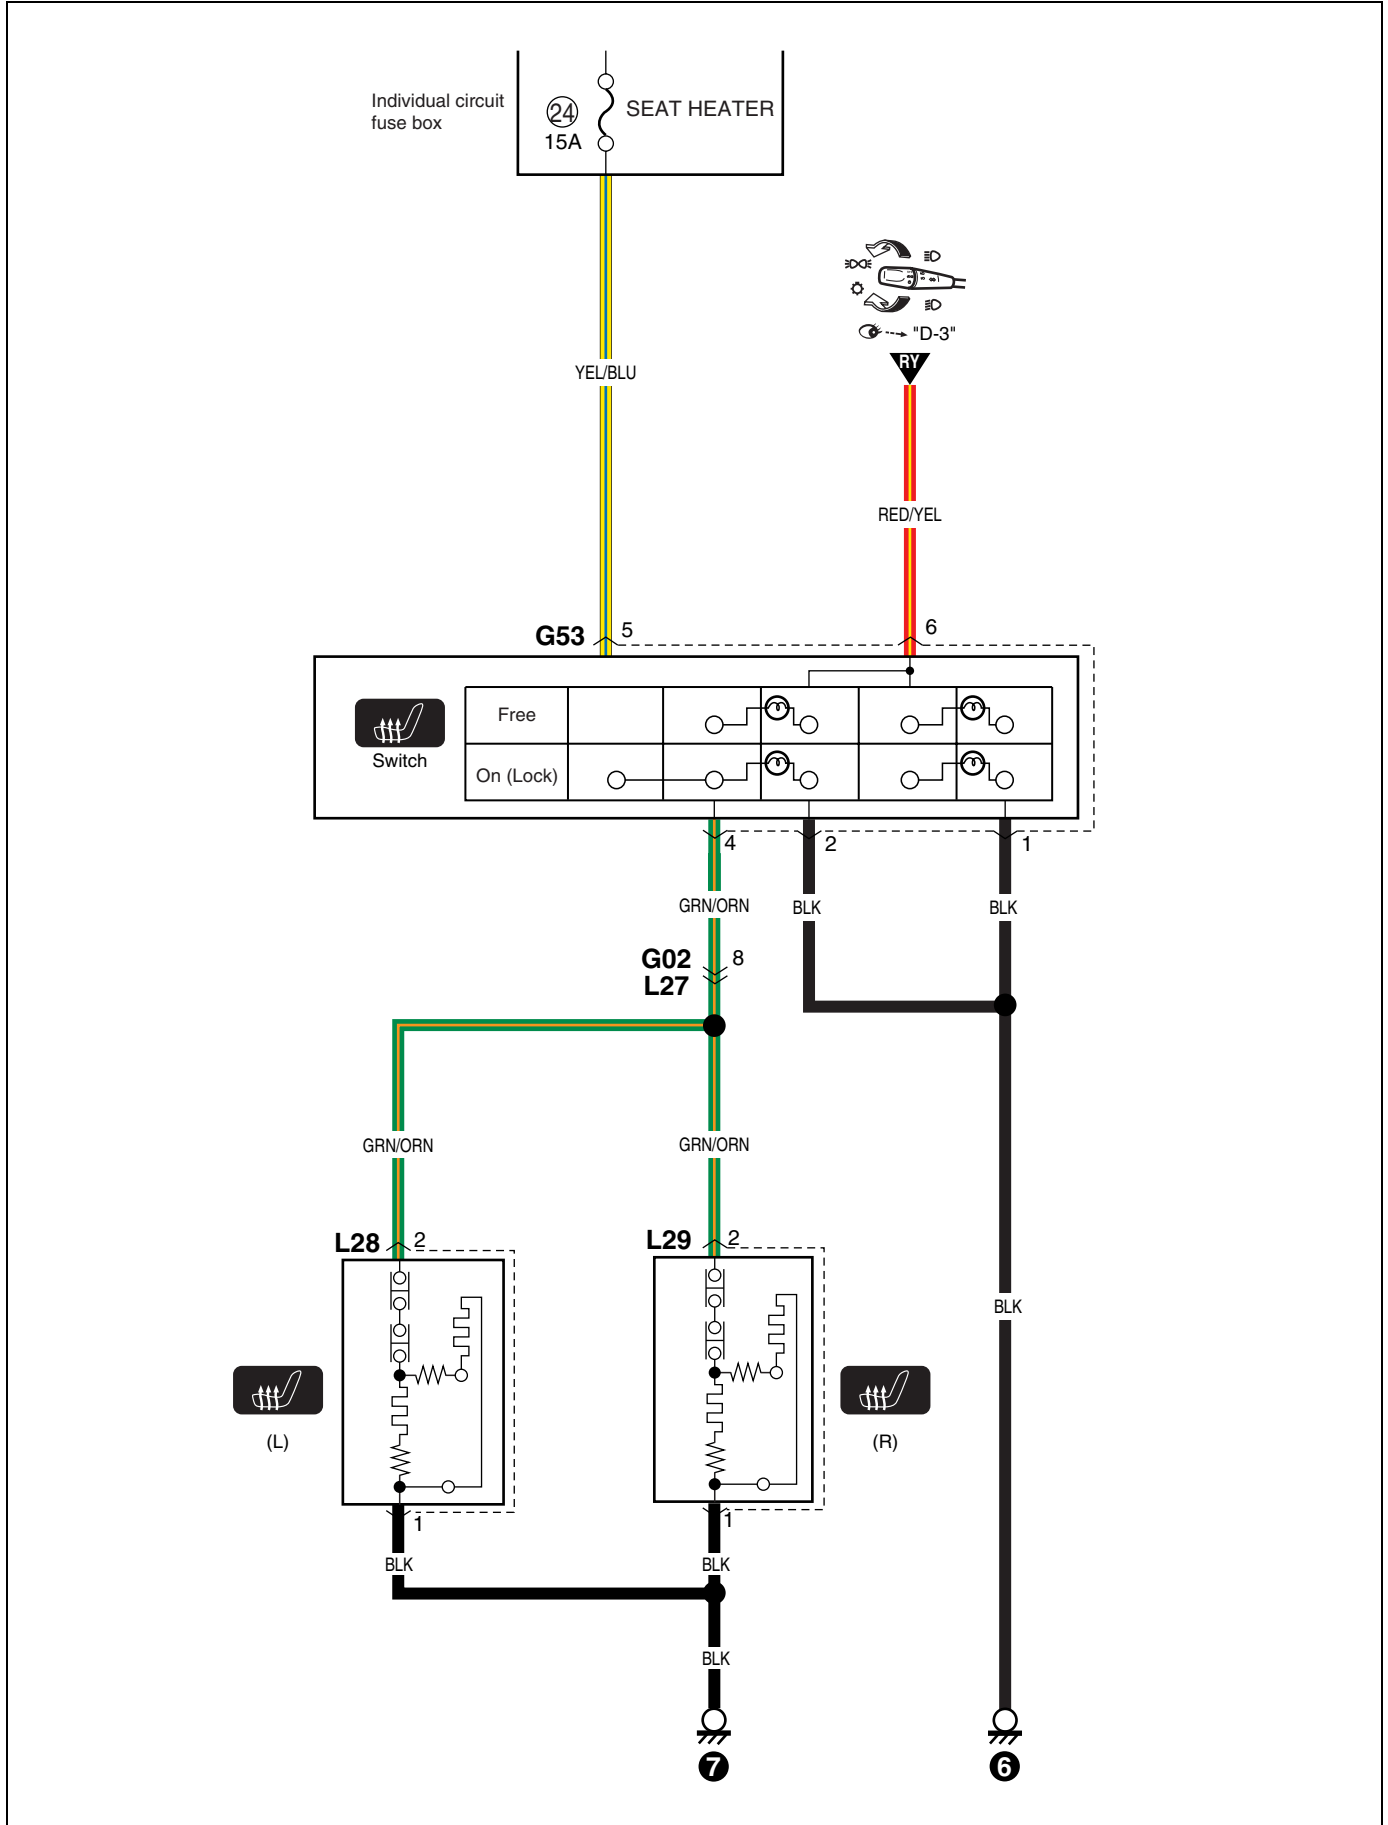 Individual circuit
fuse box
24
15A
SEAT HEATER
"D-3"
RY
YEL/BLU
RED/YEL
G53
5
6
Switch
Free
On (Lock)
4
2
1
GRN/ORN
BLK
BLK
G02
L27
8
GRN/ORN
GRN/ORN
L28
2
L29
2
BLK
(L)
(R)
1
1
BLK
BLK
BLK
7
6